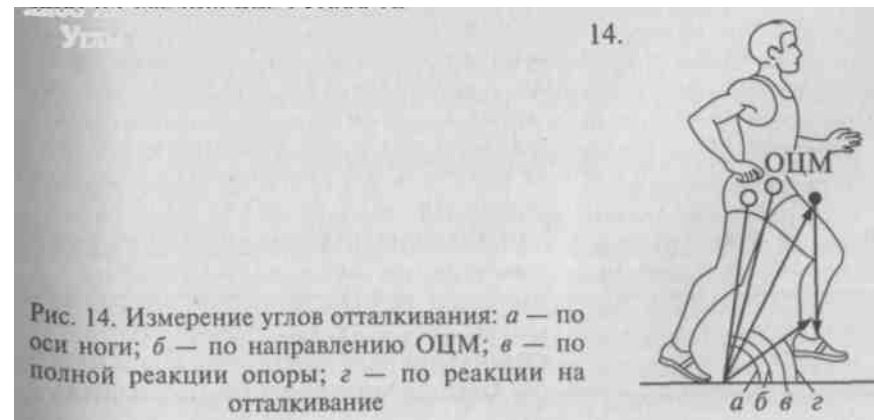 Углы
14.
ОЦМ
Рис. 14. Измерение углов отталкивания: а — по
оси ноги; б — по направлению ОЦМ; в — по
полной реакции опоры; г — по реакции на
отталкивание
а б в г